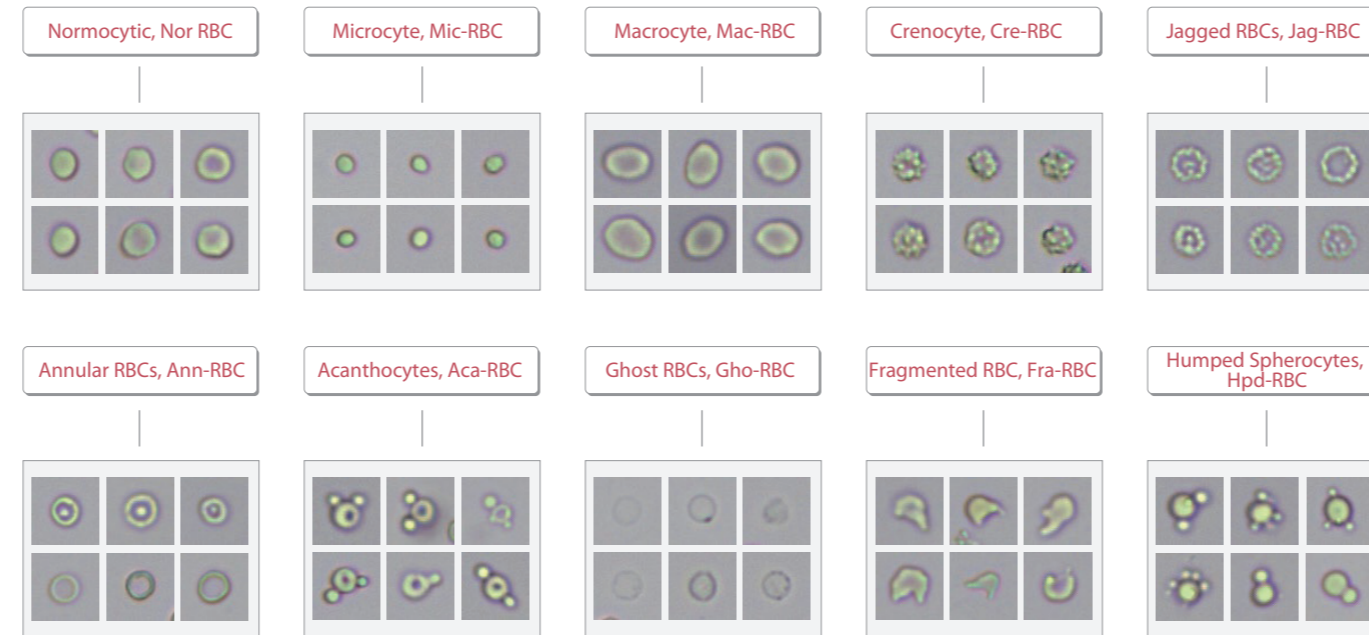 Normocytic, Nor RBC
Microcyte, Mic-RBC
Macrocyte, Mac-RBC
Crenocyte, Cre-RBC
Jagged RBCs, Jag-RBC
Annular RBCs, Ann-RBC
Acanthocytes, Aca-RBC
Ghost RBCs, Gho-RBC
Fragmented RBC, Fra-RBC
Humped Spherocytes,
Hpd-RBC